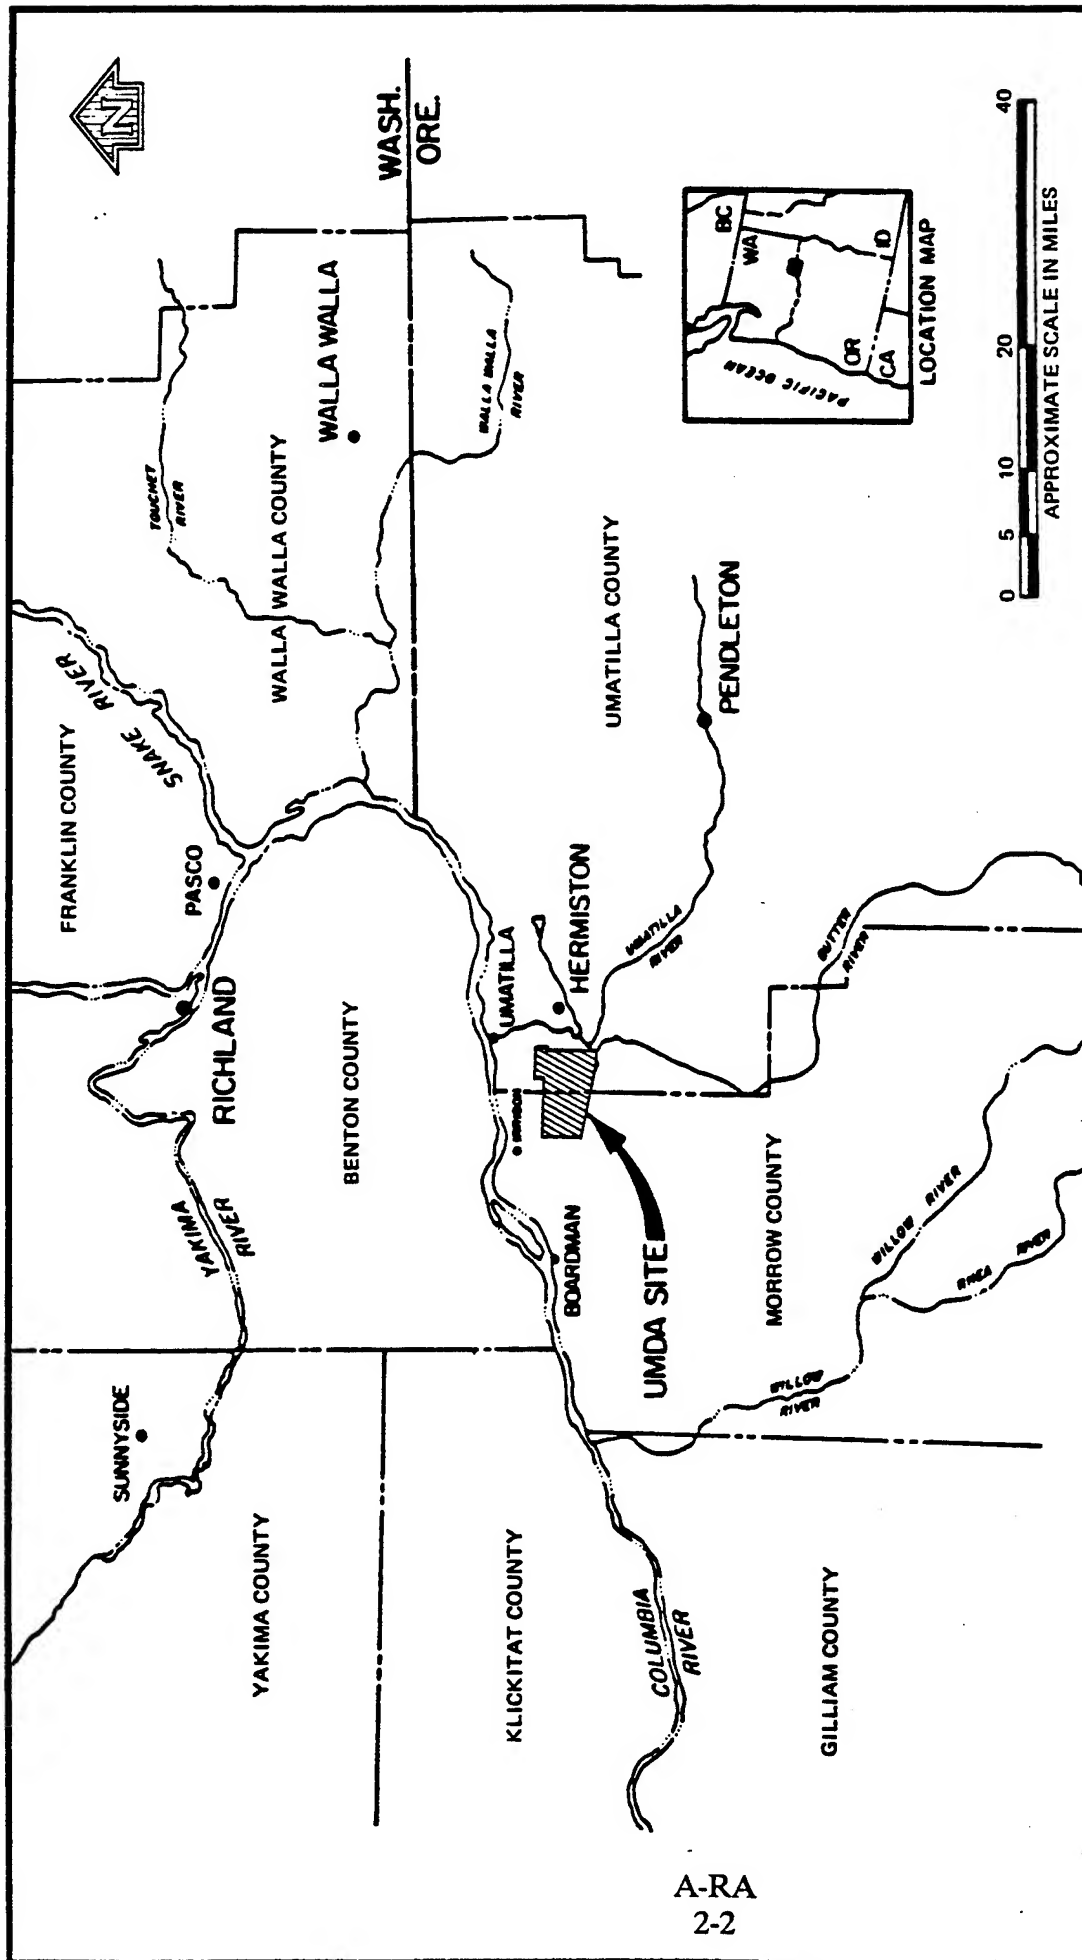 N
WASH.
ORE.
FRANKLIN COUNTY
SNAKE RIVER
TOUCHET
RIVER
WALLA WALLA COUNTY
WALLA WALLA
WALLA WALLA
RIVER
PASCO
RICHLAND
YAKIMA
RIVER
SUNNYSIDE
YAKIMA COUNTY
BENTON COUNTY
KLICKITAT COUNTY
UMATILLA
HERMISTON
UMATILLA
RIVER
UMATILLA COUNTY
PENDLETON
BOARDMAN
UMDA SITE
COLUMBIA
RIVER
BUTTER
RIVER
MORROW COUNTY
WILLOW
RIVER
WILLOW RIVER
RHEA RIVER
GILLIAM COUNTY
BC
WA
ID
OR
CA
PACIFIC OCEAN
LOCATION MAP
0 5 10 20 40
APPROXIMATE SCALE IN MILES
A-RA
2-2